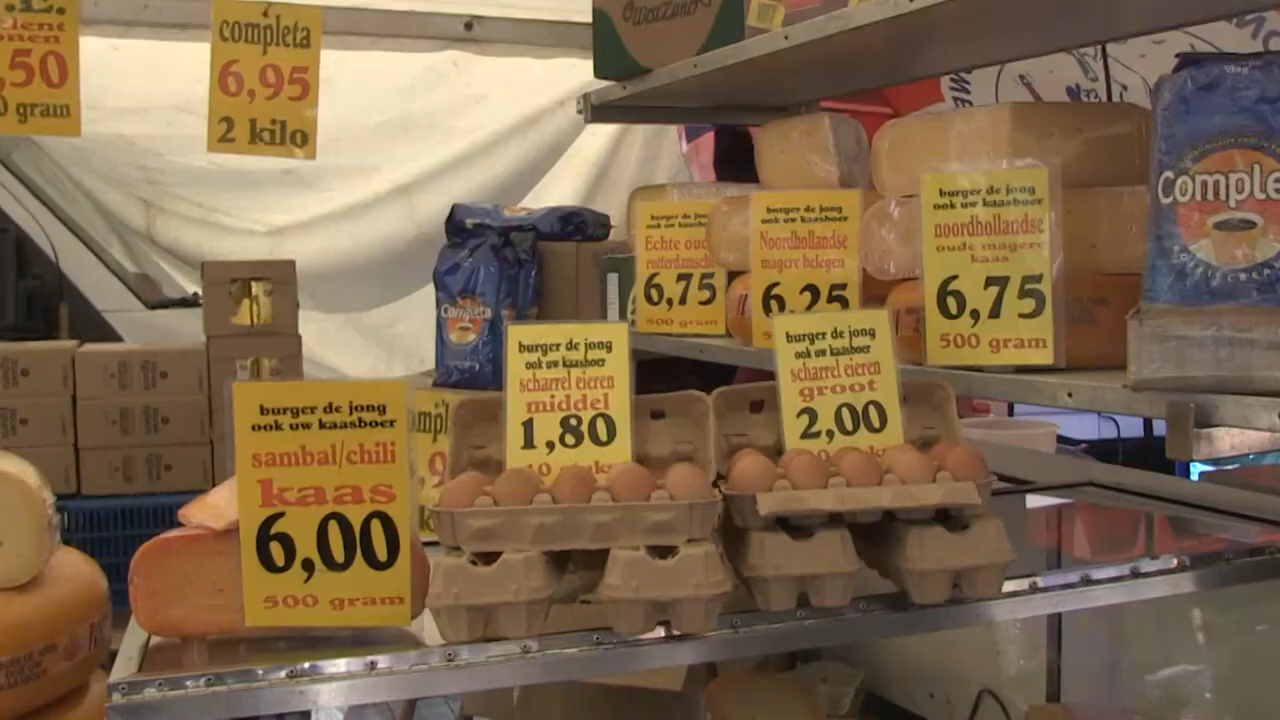 ,50
gram
completa
6,95
2 kilo
burger de jong
ook uw kaasboer
Echte
rotterdamsche
6,75
500 gram
burger de jong
ook uw kaasboer
Noordhollandse
magere belegen
6,25
burger de jong
ook uw kaasboer
noordhollandse
oude magere
kaas
6,75
500 gram
Completa
burger de jong
ook uw kaasboer
scharrel eieren
middel
1,80
burger de jong
ook uw kaasboer
scharrel eieren
groot
2,00
burger de jong
ook uw kaasboer
sambal/chili
kaas
6,00
500 gram
Comple